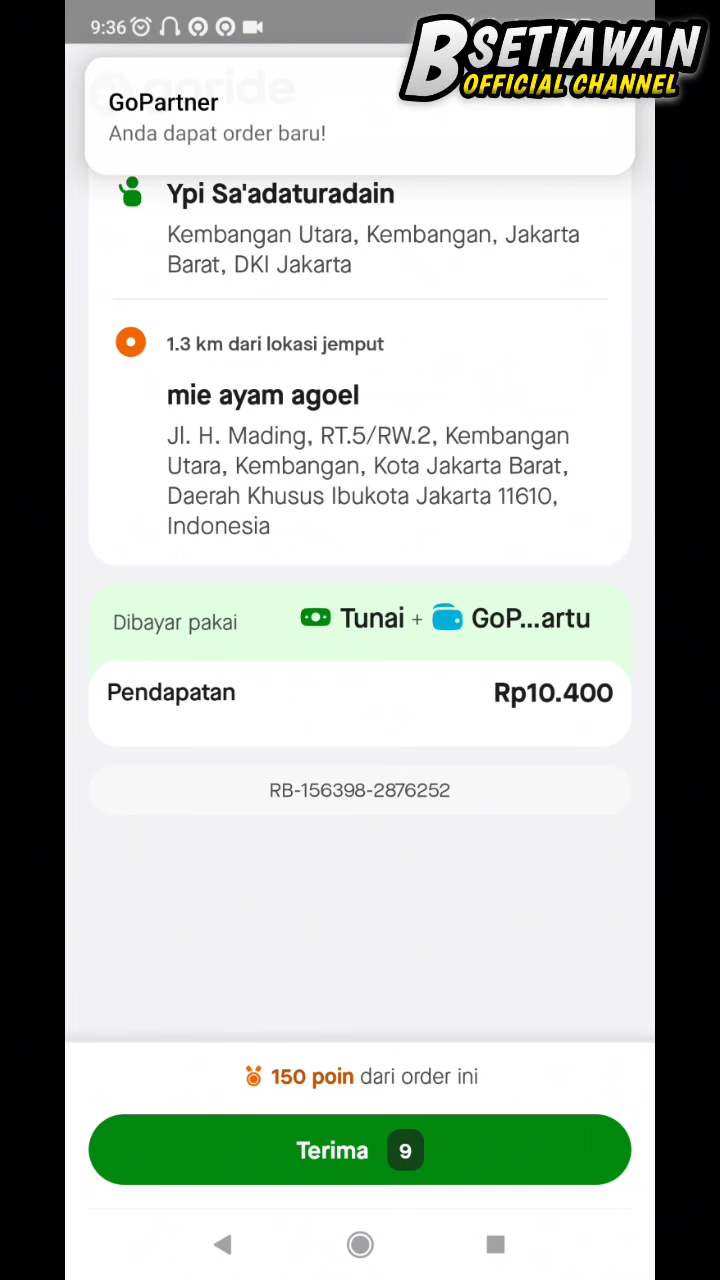 9:36
BSETIAWAN
OFFICIAL CHANNEL
goride
GoPartner
Anda dapat order baru!
Ypi Sa'adaturadain
Kembangan Utara, Kembangan, Jakarta
Barat, DKI Jakarta
1.3 km dari lokasi jemput
mie ayam agoel
Jl. H. Mading, RT.5/RW.2, Kembangan
Utara, Kembangan, Kota Jakarta Barat,
Daerah Khusus Ibukota Jakarta 11610,
Indonesia
Dibayar pakai Tunai + GoP...artu
Pendapatan Rp10.400
RB-156398-2876252
150 poin dari order ini
Terima 9